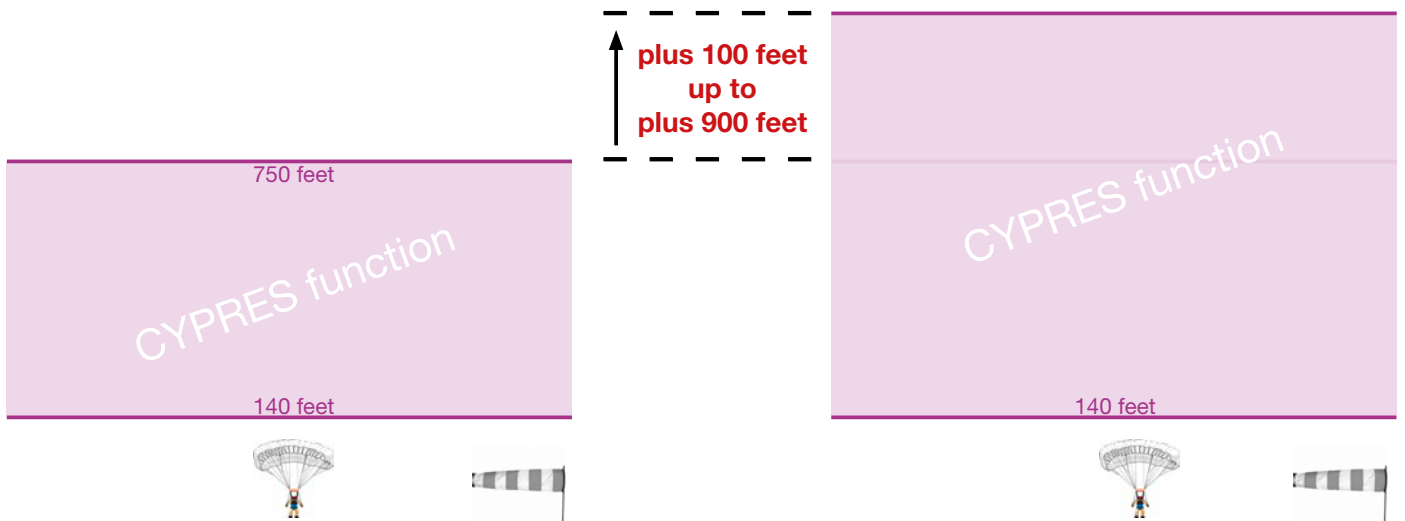 750 feet
CYPRES function
140 feet
plus 100 feet
up to
plus 900 feet
CYPRES function
140 feet